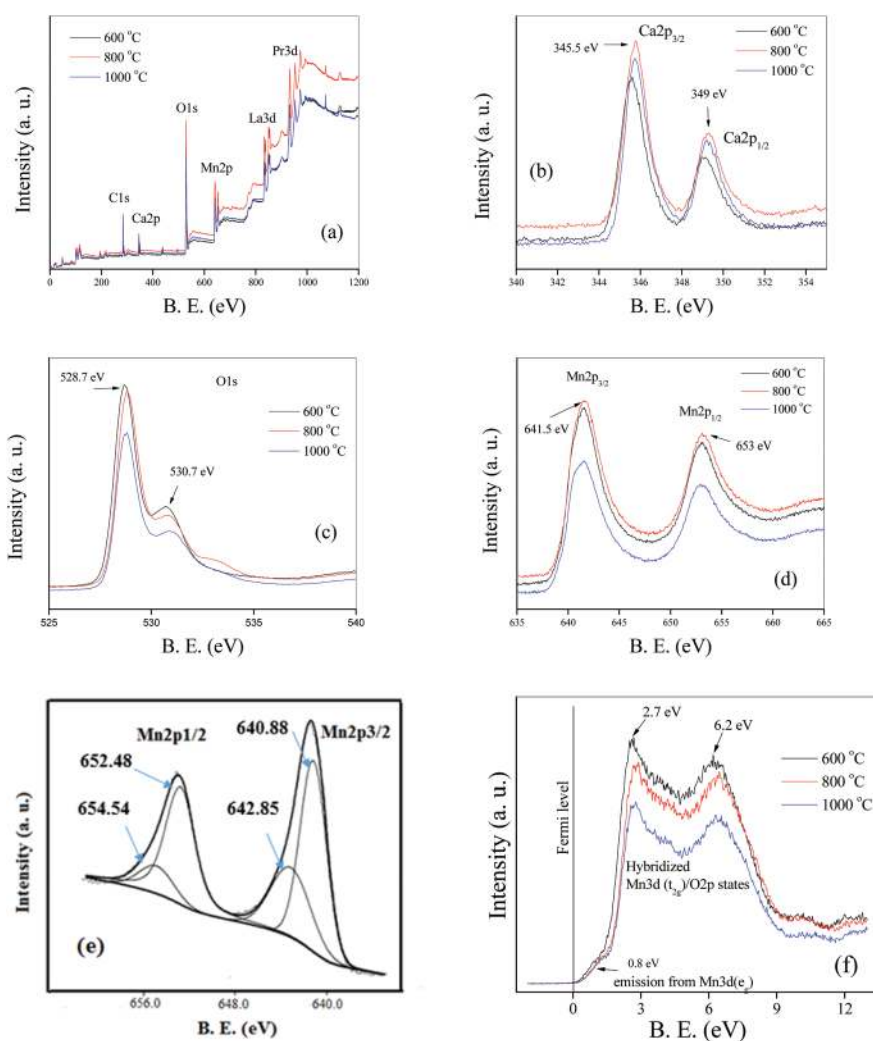 600 °C
800 °C
1000 °C
Pr3d
O1s
La3d
Mn2p
C1s
Ca2p
(a)
Intensity (a. u.)
0 200 400 600 800 1000 1200
B. E. (eV)
Ca2p3/2
345.5 eV
600 °C
800 °C
1000 °C
349 eV
Ca2p1/2
(b)
Intensity (a. u.)
340 342 344 346 348 350 352 354
B. E. (eV)
528.7 eV
O1s
600 °C
800 °C
1000 °C
530.7 eV
(c)
Intensity (a. u.)
525 530 535 540
B. E. (eV)
Mn2p3/2
600 °C
800 °C
1000 °C
Mn2p1/2
641.5 eV
653 eV
(d)
Intensity (a. u.)
635 640 645 650 655 660 665
B. E. (eV)
640.88
Mn2p1/2
Mn2p3/2
652.48
654.54
642.85
(e)
Intensity (a. u.)
656.0 648.0 640.0
B. E. (eV)
2.7 eV
6.2 eV
600 °C
800 °C
1000 °C
Fermi level
Hybridized
Mn3d (t2g)/O2p states
0.8 eV
emission from Mn3d(eg)
(f)
Intensity (a. u.)
0 3 6 9 12
B. E. (eV)